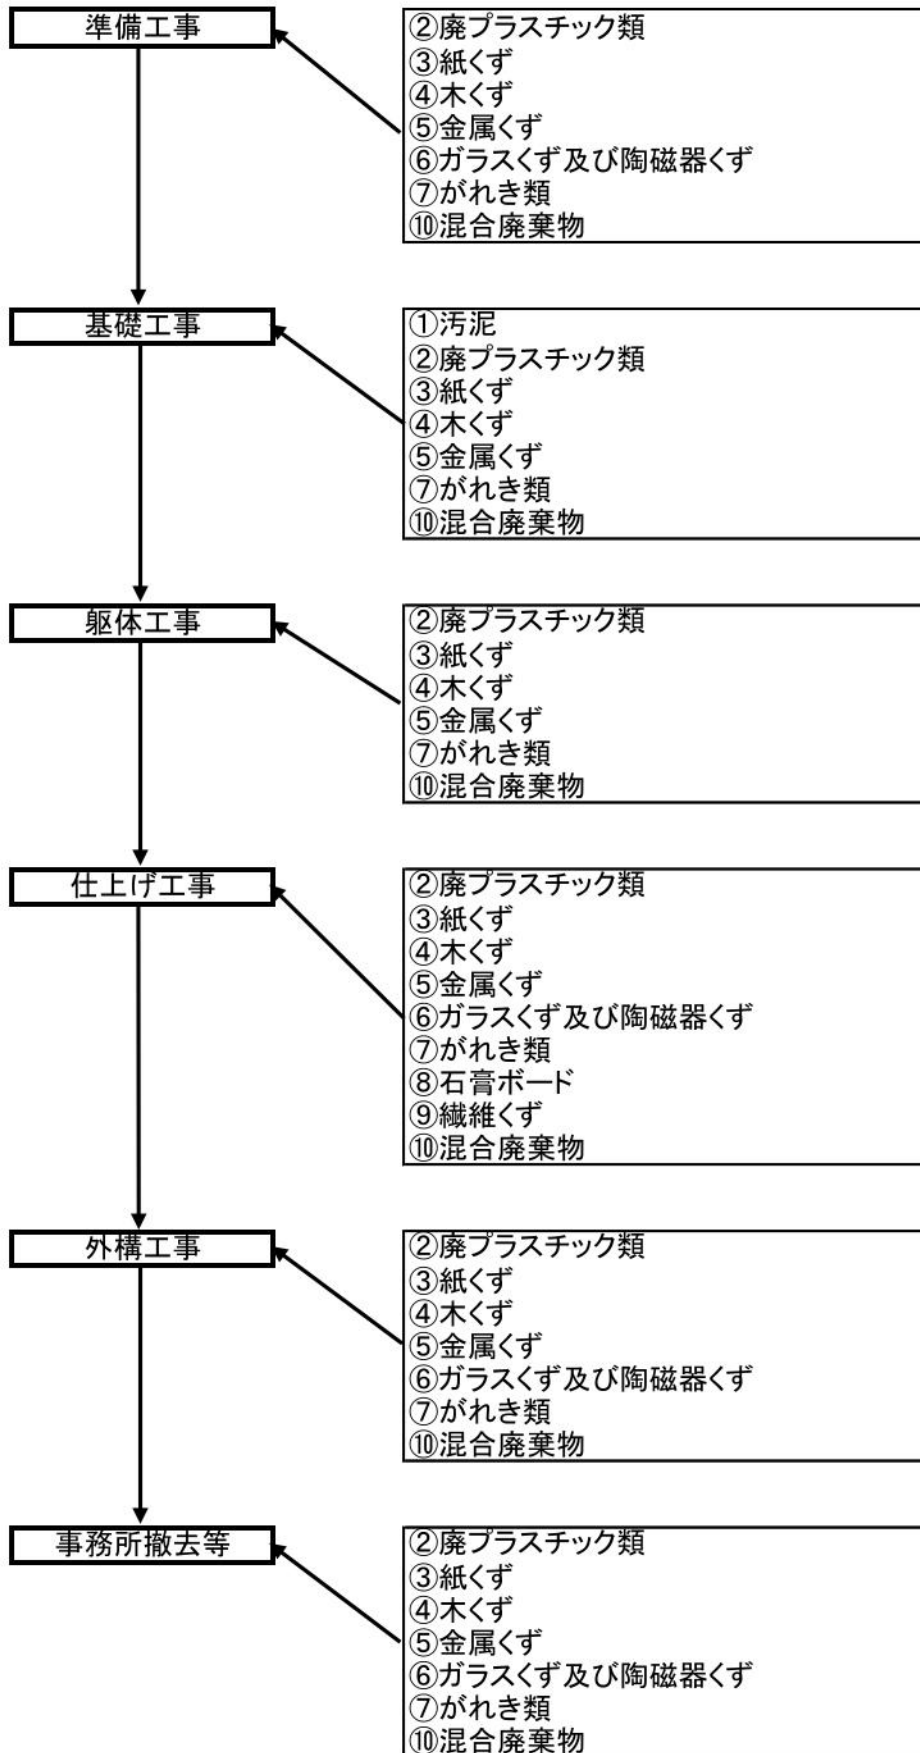 準備工事
②廃プラスチック類
③紙くず
④木くず
⑤金属くず
⑥ガラスくず及び陶磁器くず
⑦がれき類
⑩混合廃棄物
基礎工事
①汚泥
②廃プラスチック類
③紙くず
④木くず
⑤金属くず
⑦がれき類
⑩混合廃棄物
躯体工事
②廃プラスチック類
③紙くず
④木くず
⑤金属くず
⑦がれき類
⑩混合廃棄物
仕上げ工事
②廃プラスチック類
③紙くず
④木くず
⑤金属くず
⑥ガラスくず及び陶磁器くず
⑦がれき類
⑧石膏ボード
⑨繊維くず
⑩混合廃棄物
外構工事
②廃プラスチック類
③紙くず
④木くず
⑤金属くず
⑥ガラスくず及び陶磁器くず
⑦がれき類
⑩混合廃棄物
事務所撤去等
②廃プラスチック類
③紙くず
④木くず
⑤金属くず
⑥ガラスくず及び陶磁器くず
⑦がれき類
⑩混合廃棄物